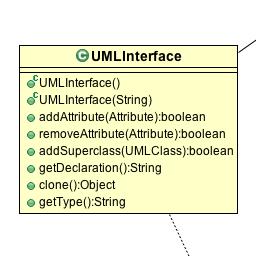 C UMLInterface
c UMLInterface()
c UMLInterface(String)
addAttribute(Attribute):boolean
removeAttribute(Attribute):boolean
addSuperclass(UMLClass):boolean
getDeclaration():String
clone():Object
getType():String